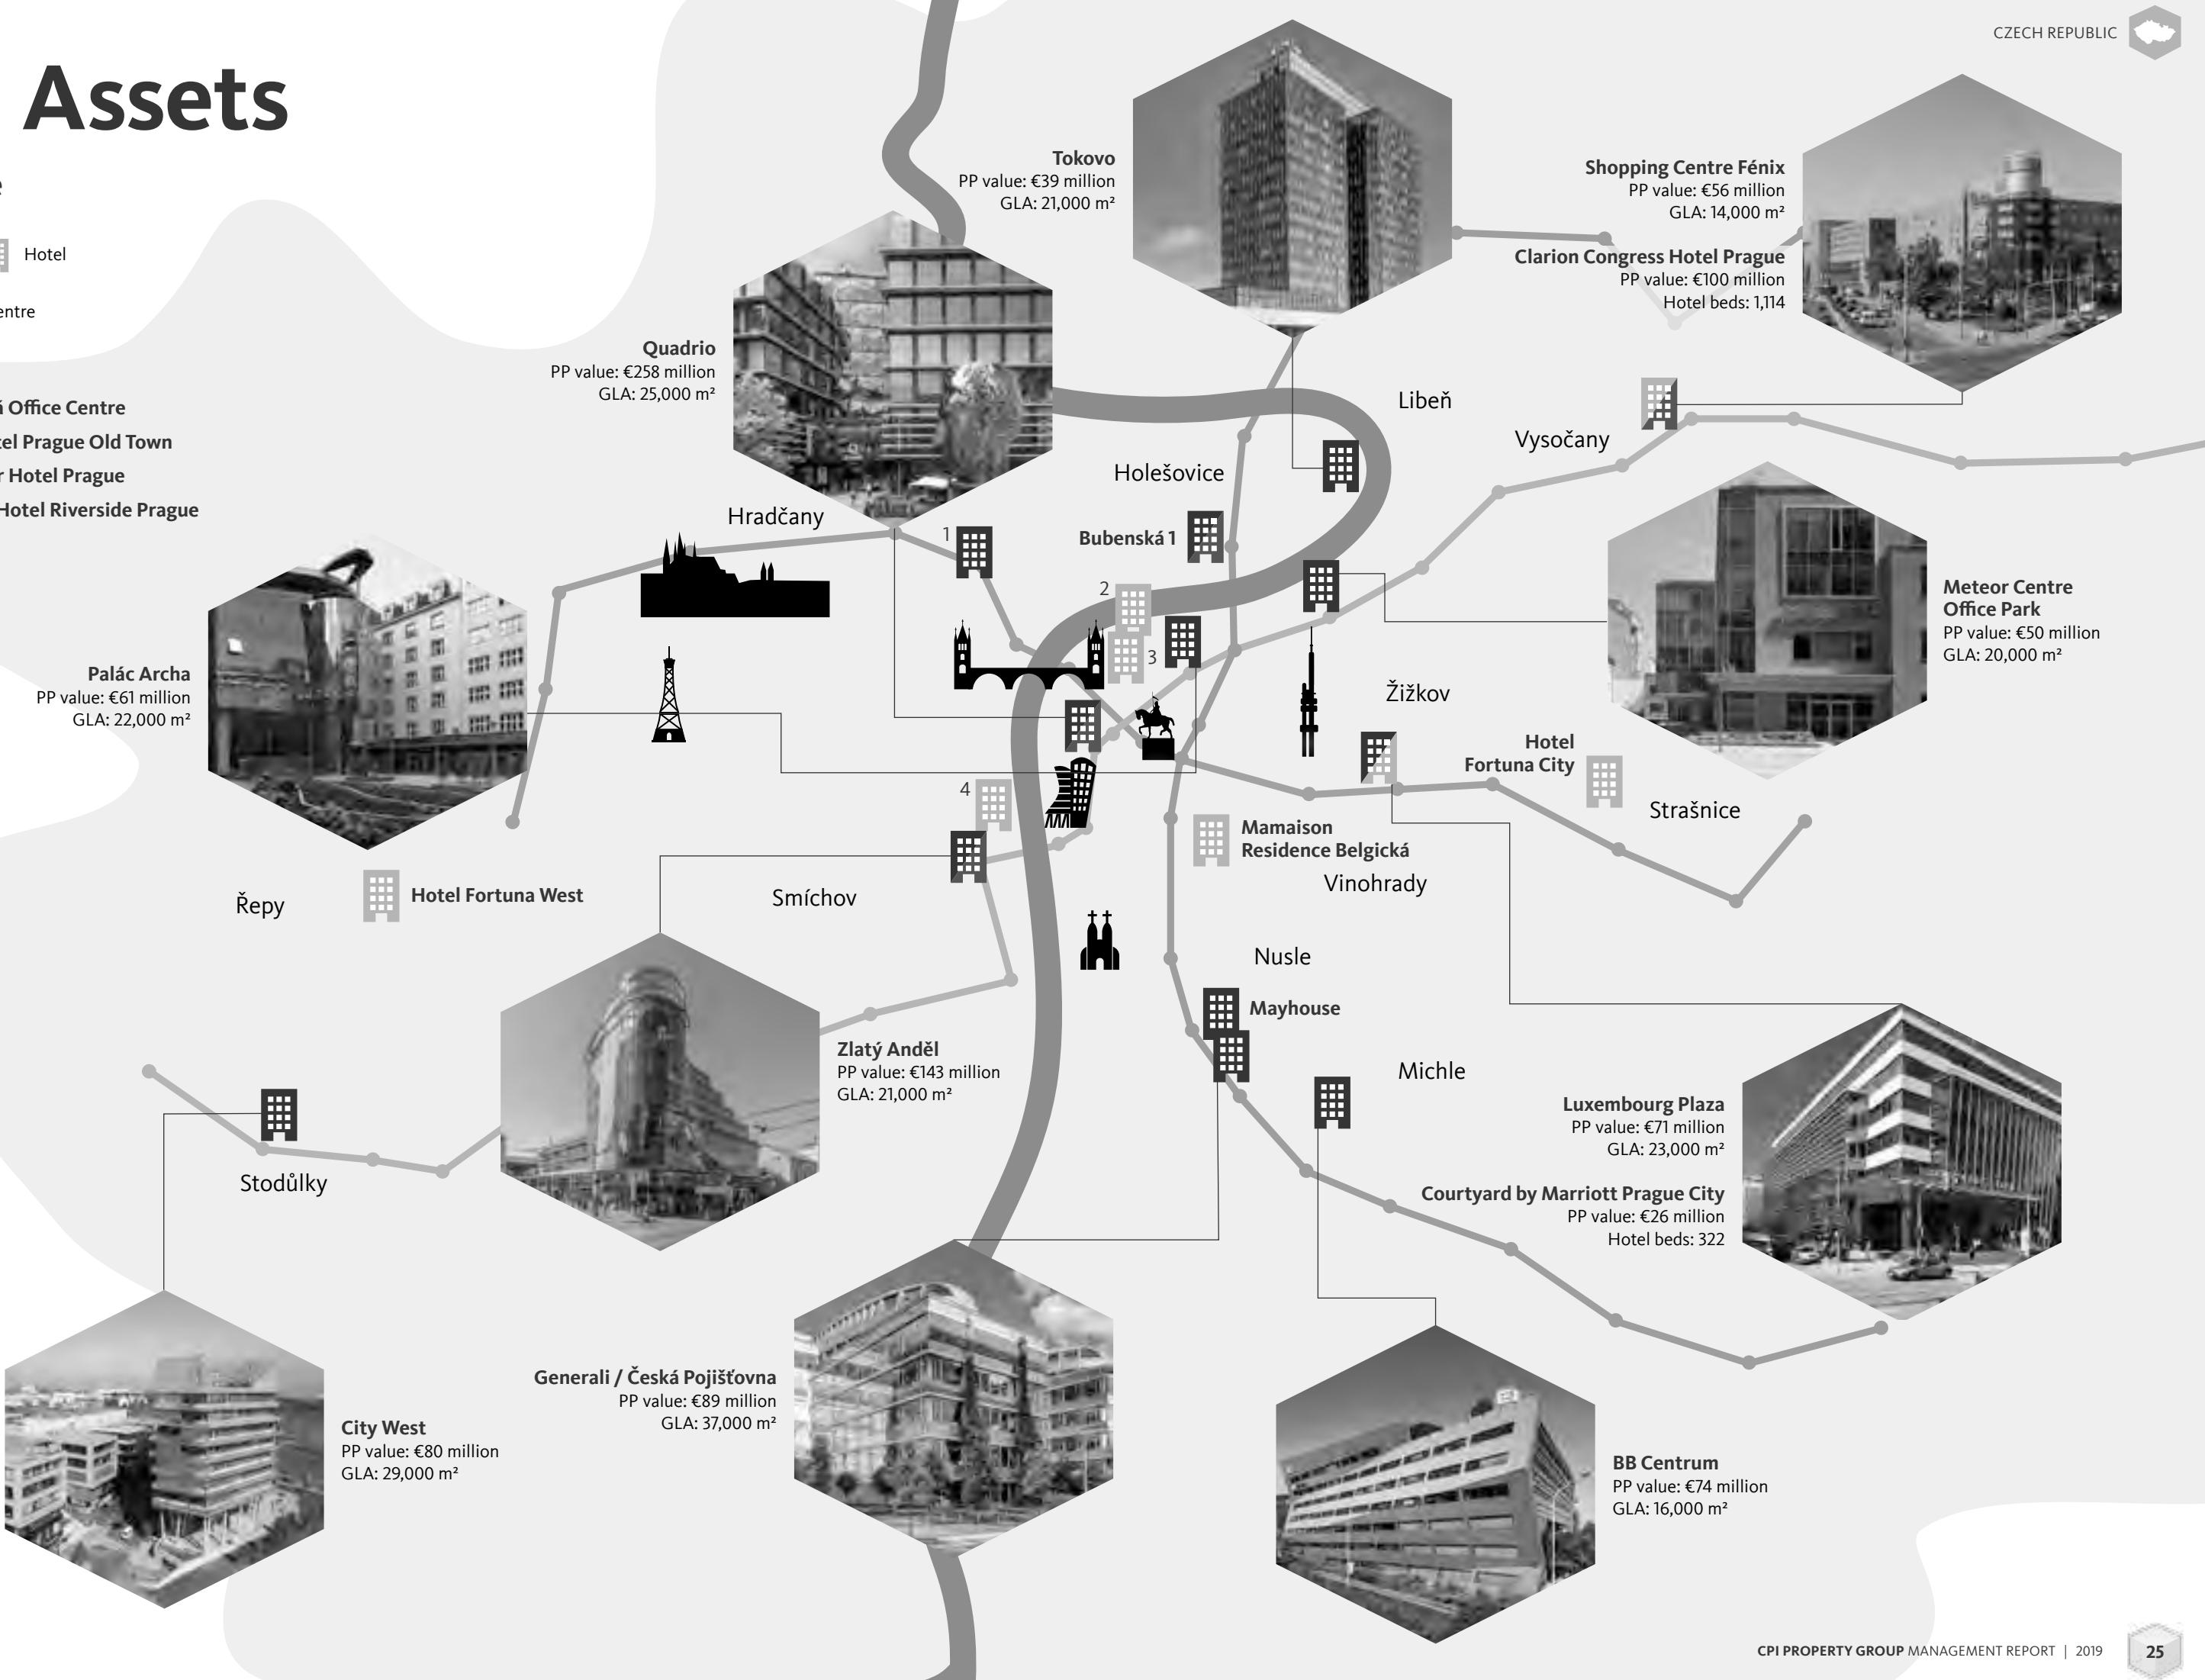 CZECH REPUBLIC
Assets
Hotel
Office Centre
Prague Old Town
Hotel Prague
Hotel Riverside Prague
Tokovo
PP value: €39 million
GLA: 21,000 m²
Shopping Centre Fénix
PP value: €56 million
GLA: 14,000 m²
Clarion Congress Hotel Prague
PP value: €100 million
Hotel beds: 1,114
Quadrio
PP value: €258 million
GLA: 25,000 m²
Libeň
Vysočany
Holešovice
Hradčany
1
Bubenská 1
2
3
Meteor Centre
Office Park
PP value: €50 million
GLA: 20,000 m²
Palác Archa
PP value: €61 million
GLA: 22,000 m²
Žižkov
Hotel
Fortuna City
4
Strašnice
Mamaison
Residence Belgická
Vinohrady
Hotel Fortuna West
Řepy
Smíchov
Nusle
Mayhouse
Zlatý Anděl
PP value: €143 million
GLA: 21,000 m²
Michle
Luxembourg Plaza
PP value: €71 million
GLA: 23,000 m²
Courtyard by Marriott Prague City
PP value: €26 million
Hotel beds: 322
Stodůlky
Generali / Česká Pojišťovna
PP value: €89 million
GLA: 37,000 m²
City West
PP value: €80 million
GLA: 29,000 m²
BB Centrum
PP value: €74 million
GLA: 16,000 m²
CPI PROPERTY GROUP MANAGEMENT REPORT | 2019
25